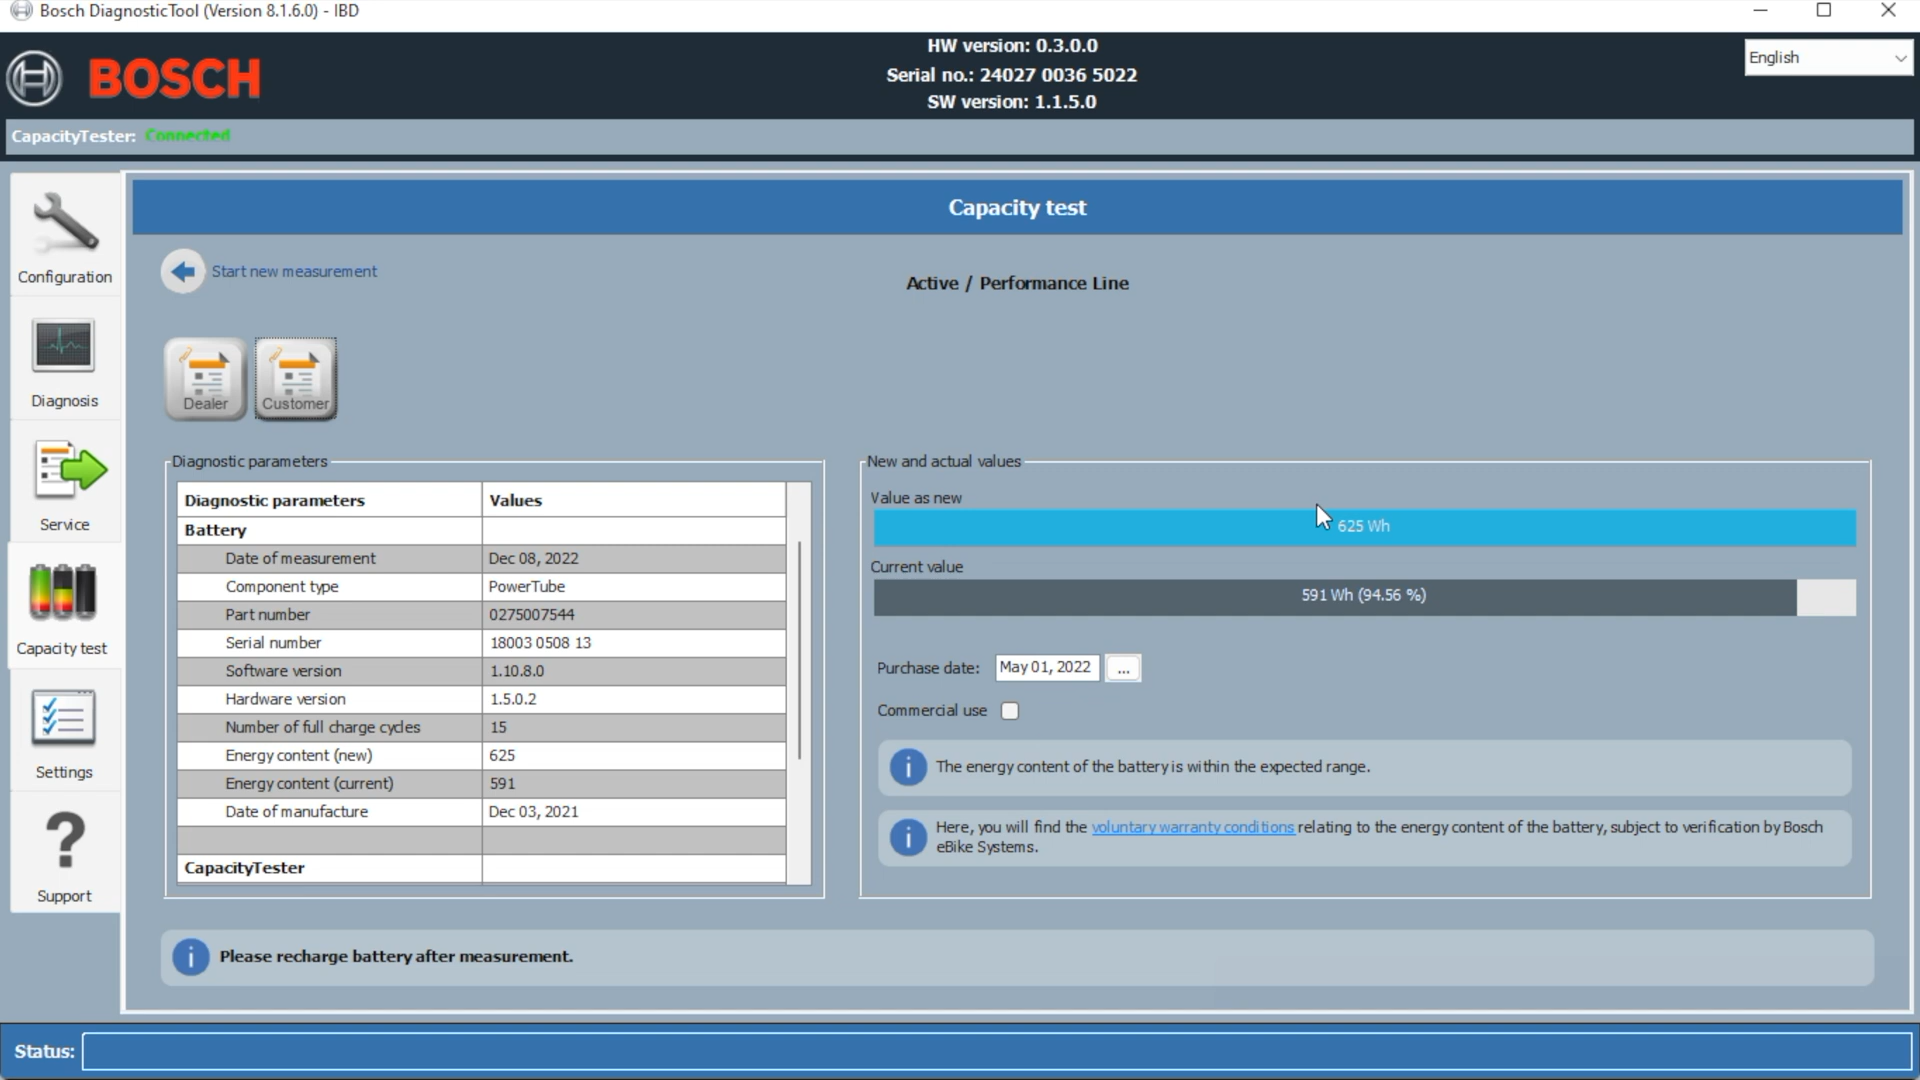 Bosch DiagnosticTool (Version 8.1.6.0) - IBD
BOSCH
HW version: 0.3.0.0
Serial no.: 24027 0036 5022
SW version: 1.1.5.0
English
CapacityTester: Connected
Configuration
Diagnosis
Service
Capacity test
Settings
Support
Capacity test
Start new measurement
Active / Performance Line
Dealer
Customer
Diagnostic parameters
Diagnostic parameters Values
Battery
Date of measurement Dec 08, 2022
Component type PowerTube
Part number 0275007544
Serial number 18003 0508 13
Software version 1.10.8.0
Hardware version 1.5.0.2
Number of full charge cycles 15
Energy content (new) 625
Energy content (current) 591
Date of manufacture Dec 03, 2021
CapacityTester
New and actual values
Value as new
625 Wh
Current value
591 Wh (94.56 %)
Purchase date: May 01, 2022 ...
Commercial use
The energy content of the battery is within the expected range.
Here, you will find the voluntary warranty conditions relating to the energy content of the battery, subject to verification by Bosch
eBike Systems.
Please recharge battery after measurement.
Status: